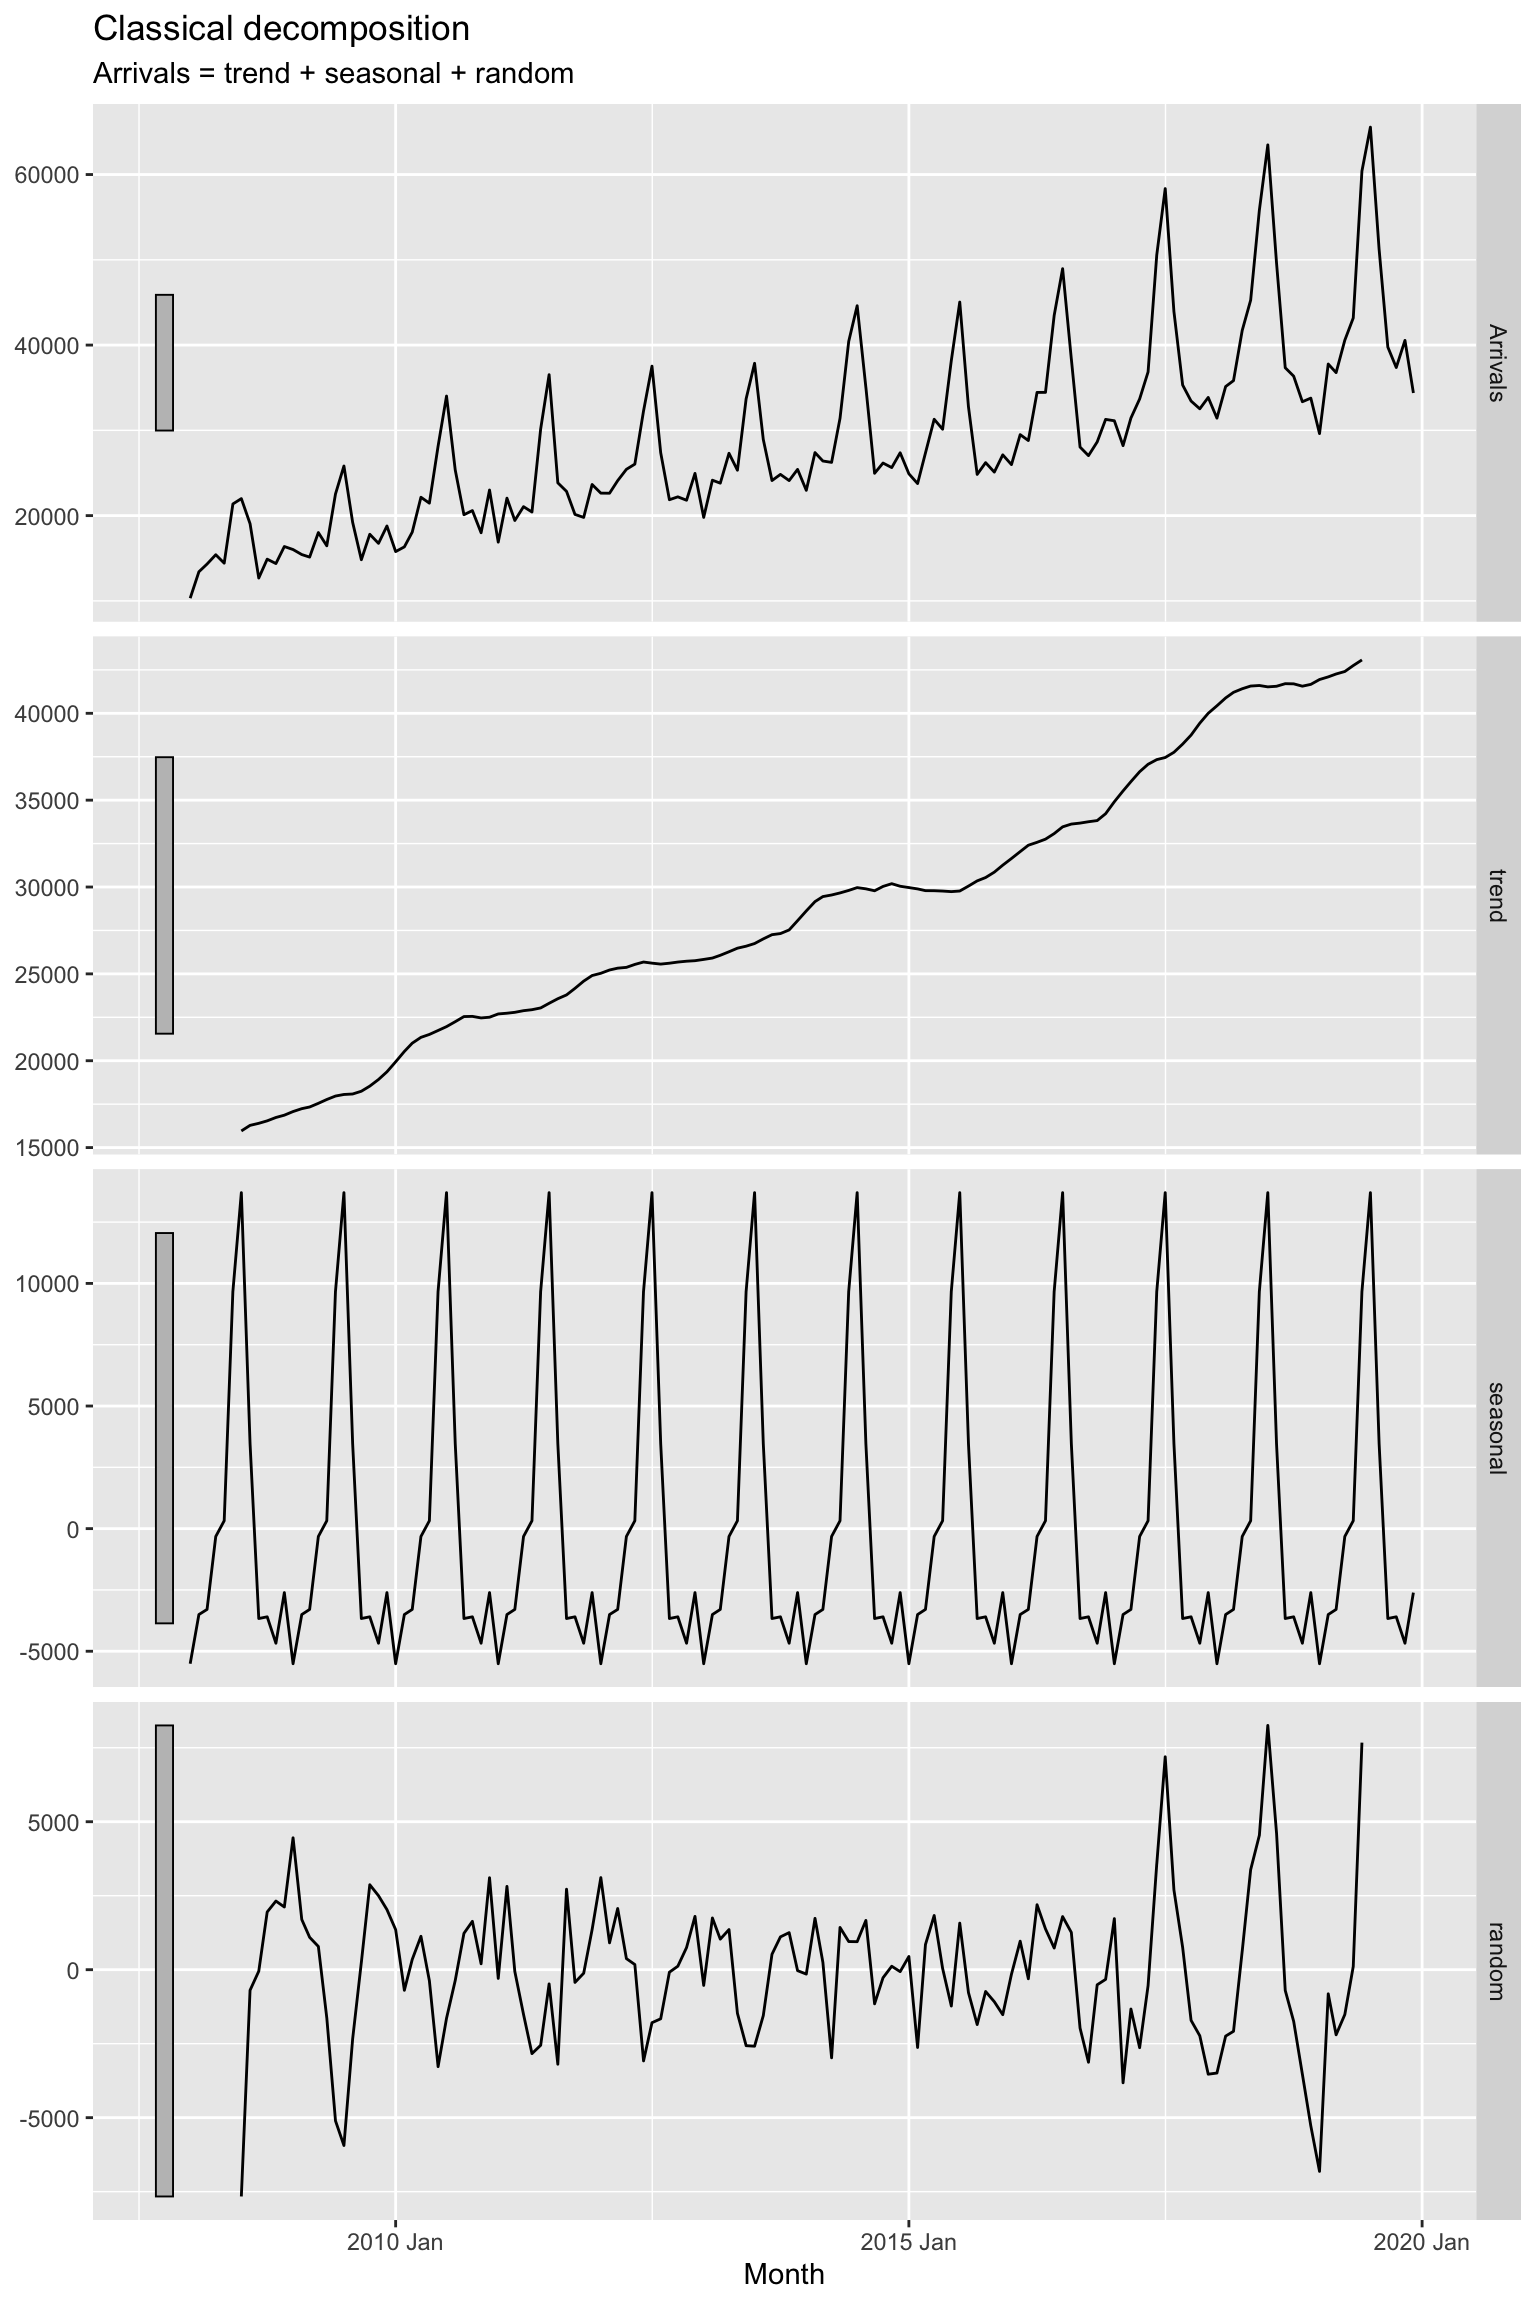 Classical decomposition
Arrivals = trend + seasonal + random
60000
40000
20000
Arrivals
40000
35000
30000
25000
20000
15000
trend
10000
5000
0
-5000
seasonal
5000
0
-5000
random
2010 Jan 2015 Jan 2020 Jan
Month